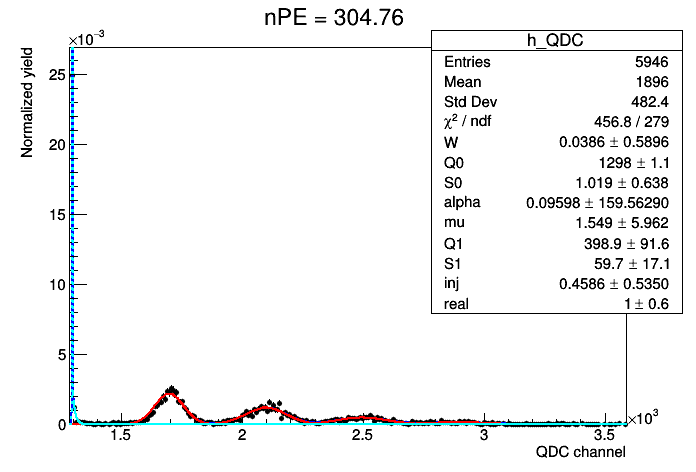 nPE = 304.76
×10⁻³
h_QDC
Entries 5946
Mean 1896
Std Dev 482.4
χ² / ndf 456.8 / 279
W 0.0386 ± 0.5896
Q0 1298 ± 1.1
S0 1.019 ± 0.638
alpha 0.09598 ± 159.56290
mu 1.549 ± 5.962
Q1 398.9 ± 91.6
S1 59.7 ± 17.1
inj 0.4586 ± 0.5350
real 1 ± 0.6
Normalized yield
25
20
15
10
5
0
1.5 2 2.5 3 3.5 ×10³
QDC channel